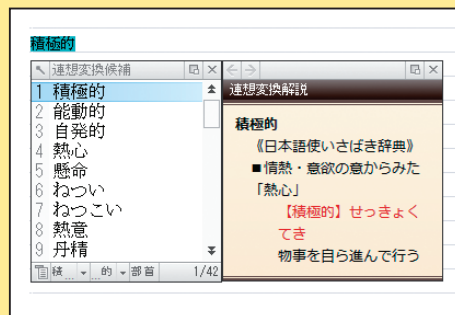 積極的
連想変換候補
1 積極的
2 能動的
3 自発的
4 熱心
5 懸命
6 ねつい
7 ねつこい
8 熱意
9 丹精
積... 的 部首 1/42
連想変換解説
積極的
《日本語使いさばき辞典》
■情熱・意欲の意からみた
「熱心」
【積極的】せっきょく
てき
物事を自ら進んで行う